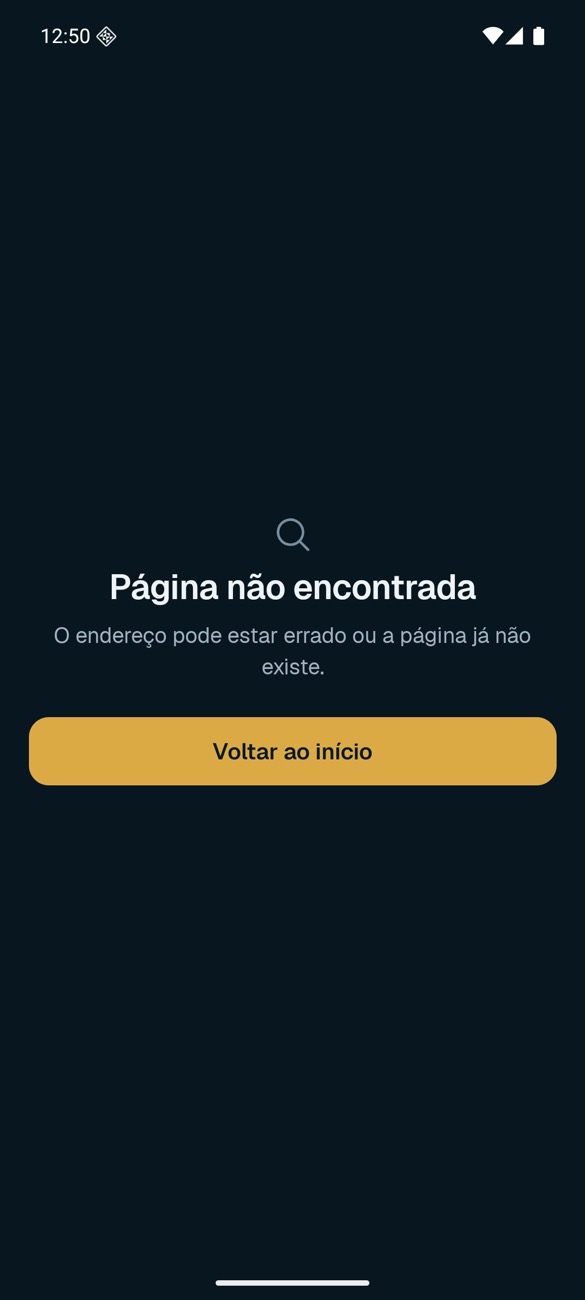 12:50
Página não encontrada
O endereço pode estar errado ou a página já não
existe.
Voltar ao início